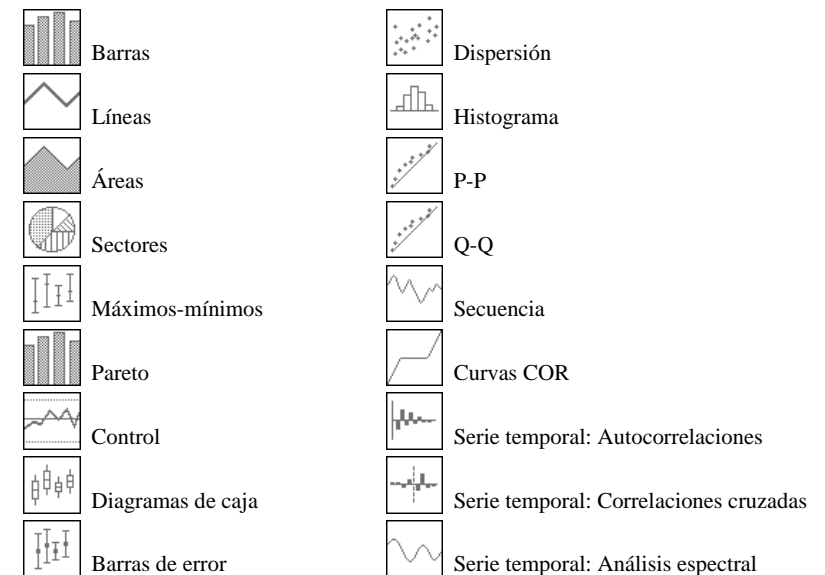 Barras
Líneas
Áreas
Sectores
Máximos-mínimos
Pareto
Control
Diagramas de caja
Barras de error
Dispersión
Histograma
P-P
Q-Q
Secuencia
Curvas COR
Serie temporal: Autocorrelaciones
Serie temporal: Correlaciones cruzadas
Serie temporal: Análisis espectral